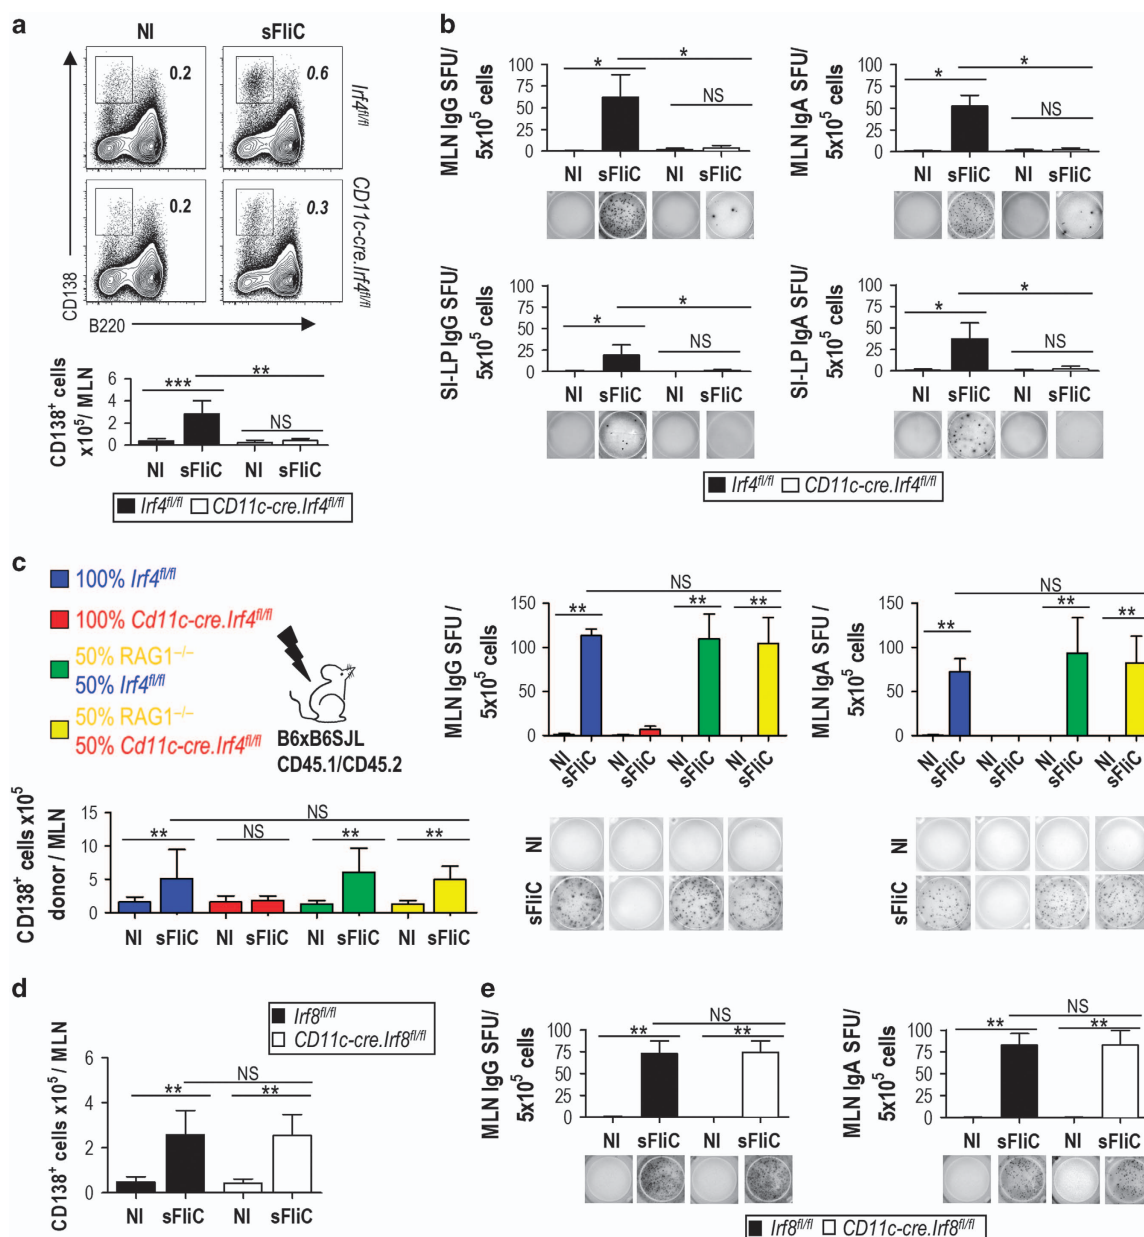 a
NI
sFliC
0.2
0.6
Irf4fl/fl
0.2
0.3
CD11c-cre.Irf4fl/fl
CD138
B220
CD138+ cells
x10^5/ MLN
6
4
2
0
***
**
NS
NI
sFliC
NI
sFliC
Irf4fl/fl
CD11c-cre.Irf4fl/fl
b
MLN IgG SFU/
5x10^5 cells
100
75
50
25
0
*
*
NS
NI
sFliC
NI
sFliC
MLN IgA SFU/
5x10^5 cells
100
75
50
25
0
*
*
NS
NI
sFliC
NI
sFliC
SI-LP IgG SFU/
5x10^5 cells
100
75
50
25
0
*
*
NS
NI
sFliC
NI
sFliC
SI-LP IgA SFU/
5x10^5 cells
100
75
50
25
0
*
*
NS
NI
sFliC
NI
sFliC
Irf4fl/fl
CD11c-cre.Irf4fl/fl
c
100% Irf4fl/fl
100% Cd11c-cre.Irf4fl/fl
50% RAG1–/–
50% Irf4fl/fl
50% RAG1–/–
50% Cd11c-cre.Irf4fl/fl
B6xB6SJL
CD45.1/CD45.2
CD138+ cells x10^5
donor / MLN
15
10
5
0
NS
**
NS
**
**
NI
sFliC
NI
sFliC
NI
sFliC
NI
sFliC
MLN IgG SFU /
5x10^5 cells
150
100
50
0
NS
**
**
**
NI
sFliC
NI
sFliC
NI
sFliC
NI
sFliC
NI
sFliC
MLN IgA SFU /
5x10^5 cells
150
100
50
0
NS
**
**
**
NI
sFliC
NI
sFliC
NI
sFliC
NI
sFliC
NI
sFliC
d
Irf8fl/fl
CD11c-cre.Irf8fl/fl
CD138+ cells x10^5 / MLN
6
4
2
0
NS
**
**
NI
sFliC
NI
sFliC
e
MLN IgG SFU/
5x10^5 cells
100
75
50
25
0
NS
**
**
NI
sFliC
NI
sFliC
MLN IgA SFU/
5x10^5 cells
100
75
50
25
0
NS
**
**
NI
sFliC
NI
sFliC
Irf8fl/fl
CD11c-cre.Irf8fl/fl